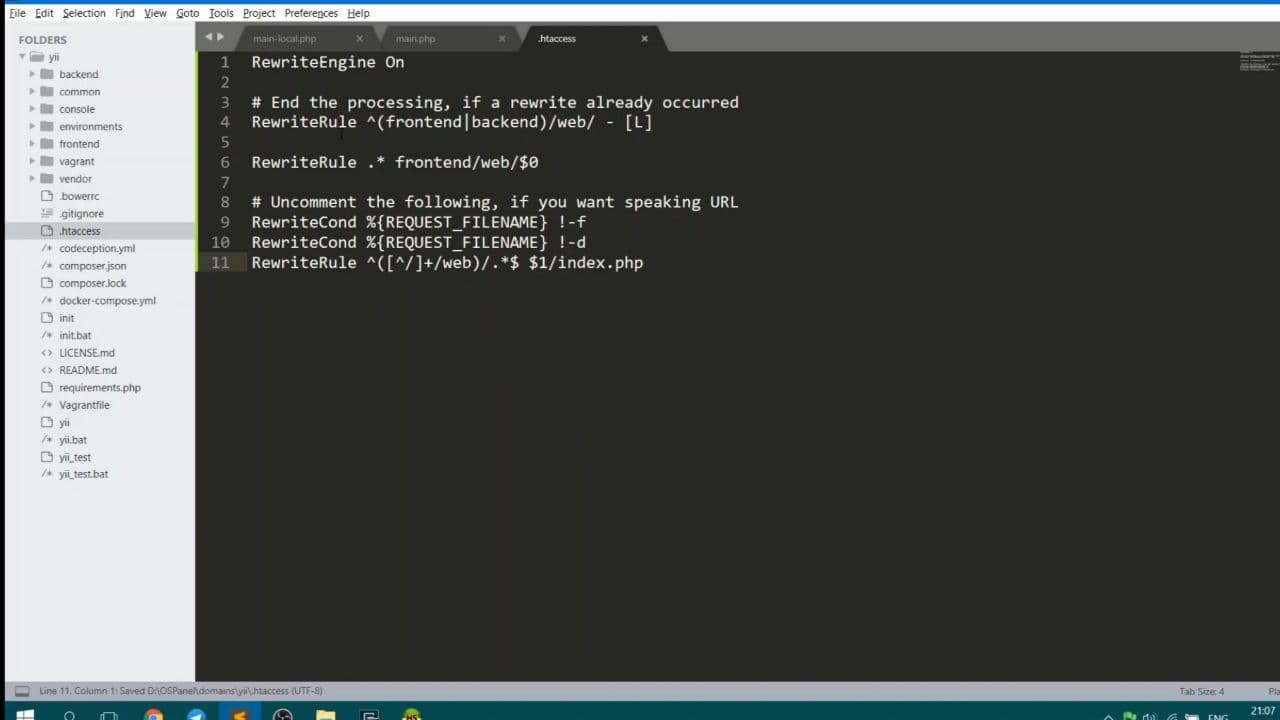 File Edit Selection Find View Goto Tools Project Preferences Help
FOLDERS
yii
backend
common
console
environments
frontend
vagrant
vendor
.bowerrc
.gitignore
.htaccess
codeception.yml
composer.json
composer.lock
docker-compose.yml
init
init.bat
LICENSE.md
README.md
requirements.php
Vagrantfile
yii
yii.bat
yii_test
yii_test.bat
main-local.php main.php .htaccess
1 RewriteEngine On
2
3 # End the processing, if a rewrite already occurred
4 RewriteRule ^(frontend|backend)/web/ - [L]
5
6 RewriteRule .* frontend/web/$0
7
8 # Uncomment the following, if you want speaking URL
9 RewriteCond %{REQUEST_FILENAME} !-f
10 RewriteCond %{REQUEST_FILENAME} !-d
11 RewriteRule ^([^/]+/web)/.*$ $1/index.php
Line 11, Column 1: Saved D:\OSPanel\domains\yii\.htaccess (UTF-8) Tab Size: 4
ENG 21:07